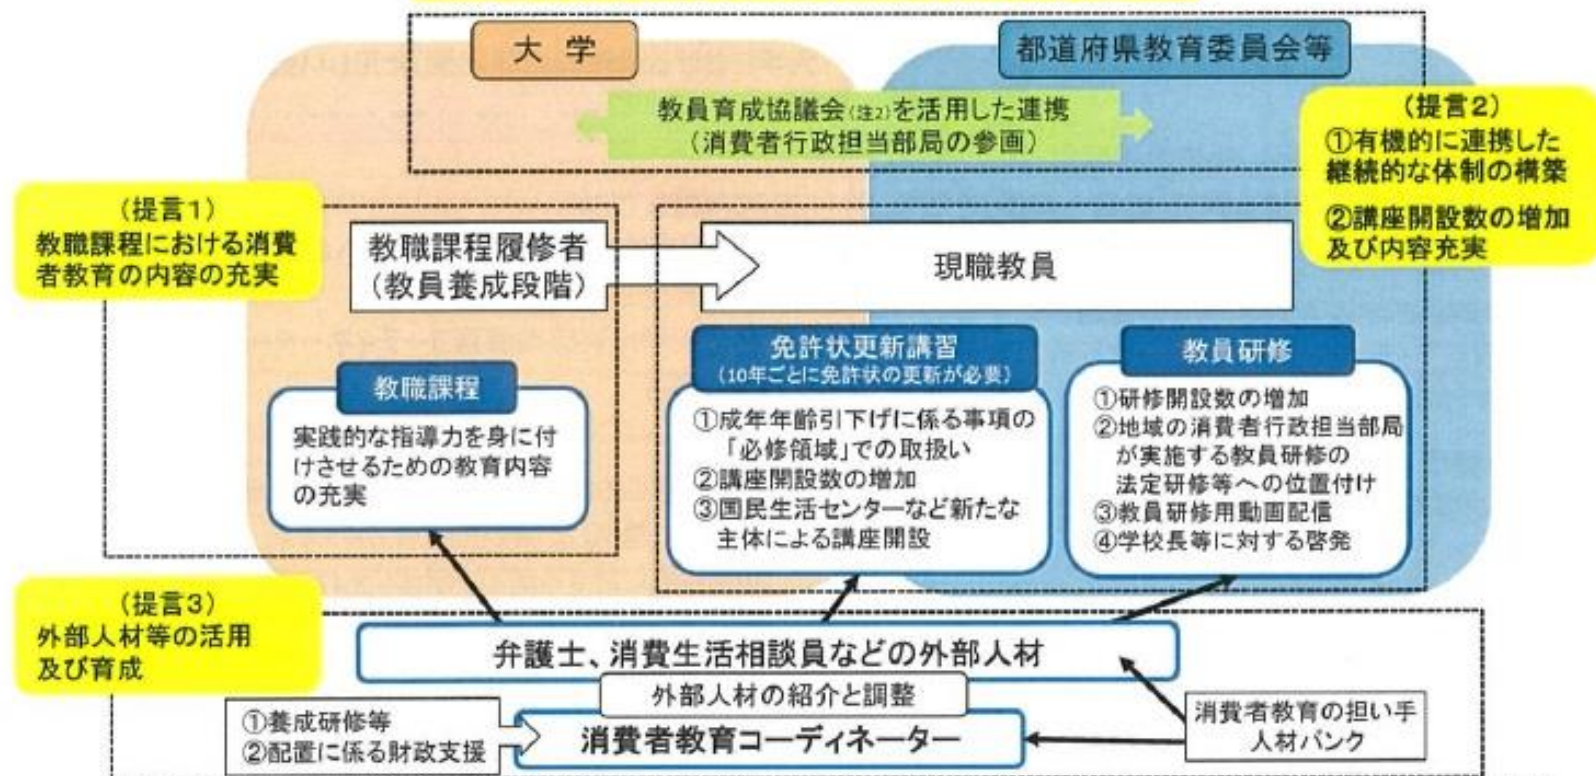 大学
都道府県教育委員会等
教員育成協議会(注2)を活用した連携
(消費者行政担当部局の参画)
(提言2)
①有機的に連携した
継続的な体制の構築
②講座開設数の増加
及び内容充実
(提言1)
教職課程における消費
者教育の内容の充実
教職課程履修者
(教員養成段階)
現職教員
教職課程
実践的な指導力を身に付
けさせるための教育内容
の充実
免許状更新講習
(10年ごとに免許状の更新が必要)
①成年年齢引下げに係る事項の
「必修領域」での取扱い
②講座開設数の増加
③国民生活センターなど新たな
主体による講座開設
教員研修
①研修開設数の増加
②地域の消費者行政担当部局
が実施する教員研修の
法定研修等への位置付け
③教員研修用動画配信
④学校長等に対する啓発
(提言3)
外部人材等の活用
及び育成
弁護士、消費生活相談員などの外部人材
外部人材の紹介と調整
①養成研修等
②配置に係る財政支援
消費者教育コーディネーター
消費者教育の担い手
人材バンク